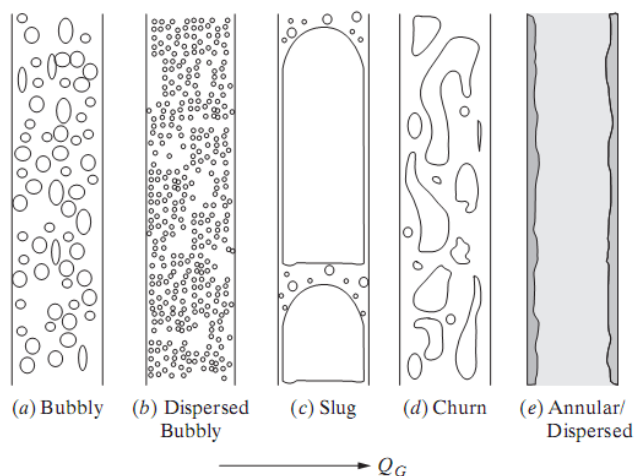 (a) Bubbly
(b) Dispersed
Bubbly
(c) Slug
(d) Churn
(e) Annular/
Dispersed
Q_G